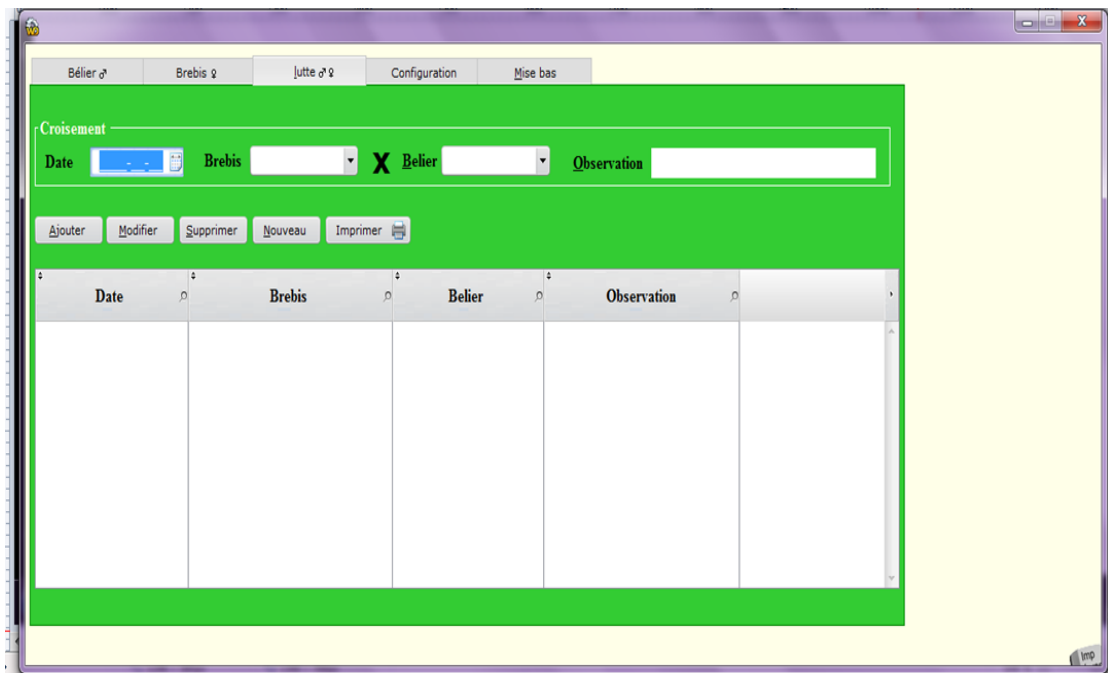 Bélier ♂ Brebis ♀ lutte ♂♀ Configuration Mise bas
Croisement
Date Brebis X Belier Observation
Ajouter Modifier Supprimer Nouveau Imprimer
Date Brebis Belier Observation
Imp